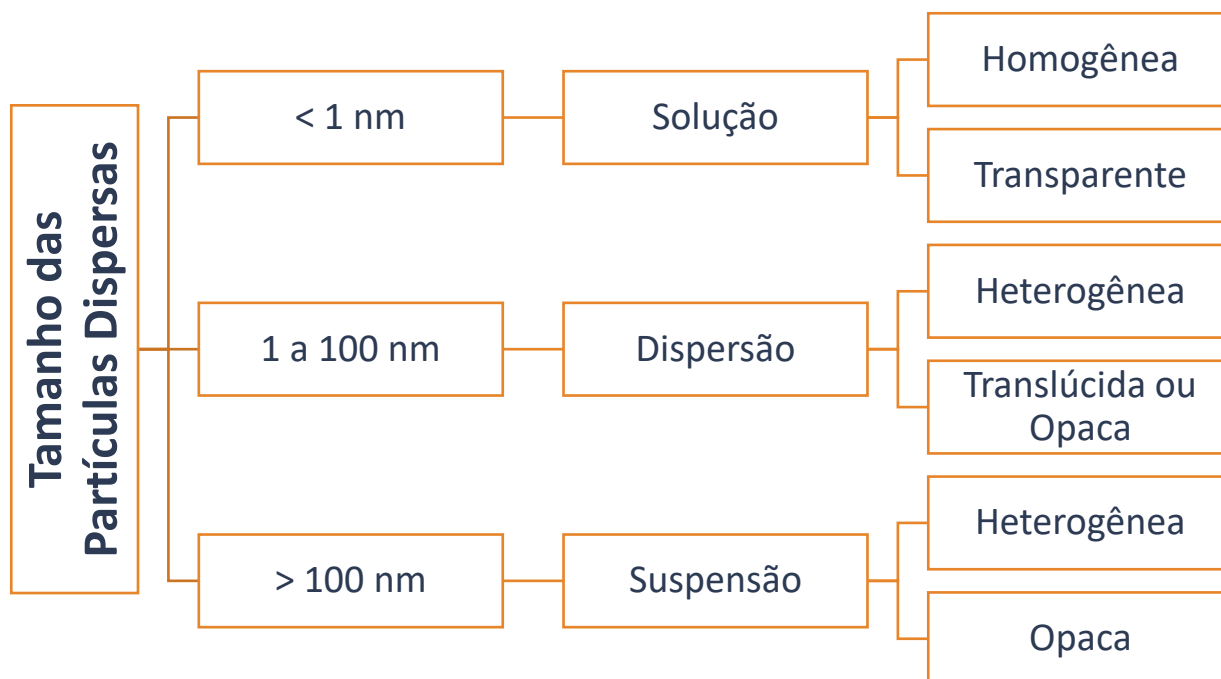 Tamanho das
Partículas Dispersas
< 1 nm
Solução
Homogênea
Transparente
1 a 100 nm
Dispersão
Heterogênea
Translúcida ou
Opaca
> 100 nm
Suspensão
Heterogênea
Opaca